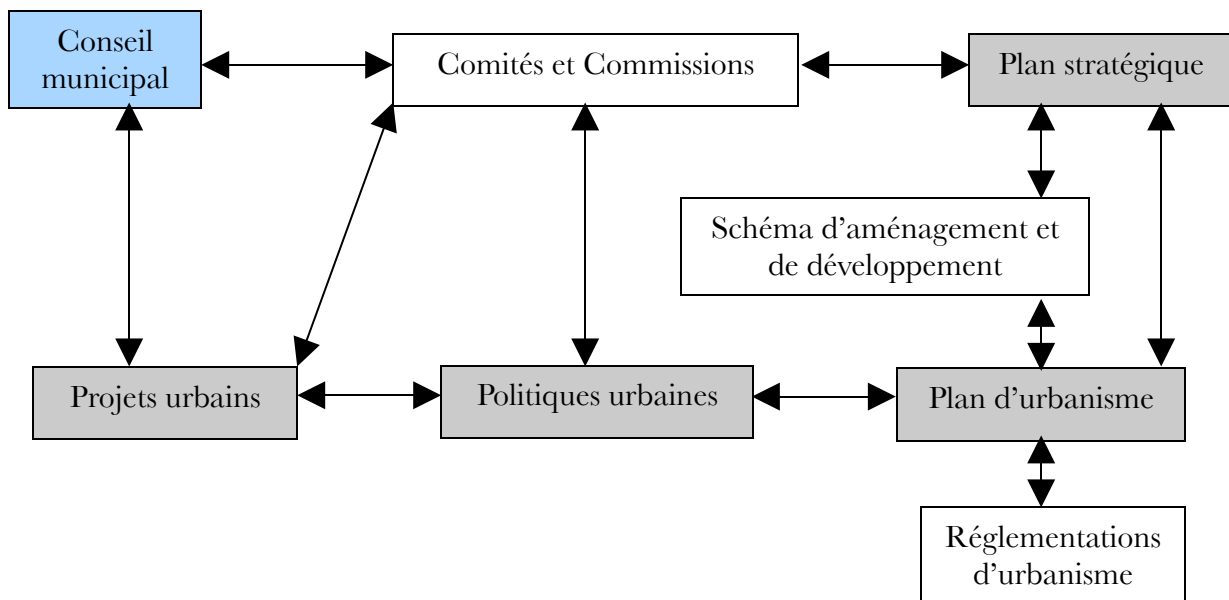 Conseil
municipal
Comités et Commissions
Plan stratégique
Schéma d'aménagement et
de développement
Projets urbains
Politiques urbaines
Plan d'urbanisme
Réglementations
d'urbanisme